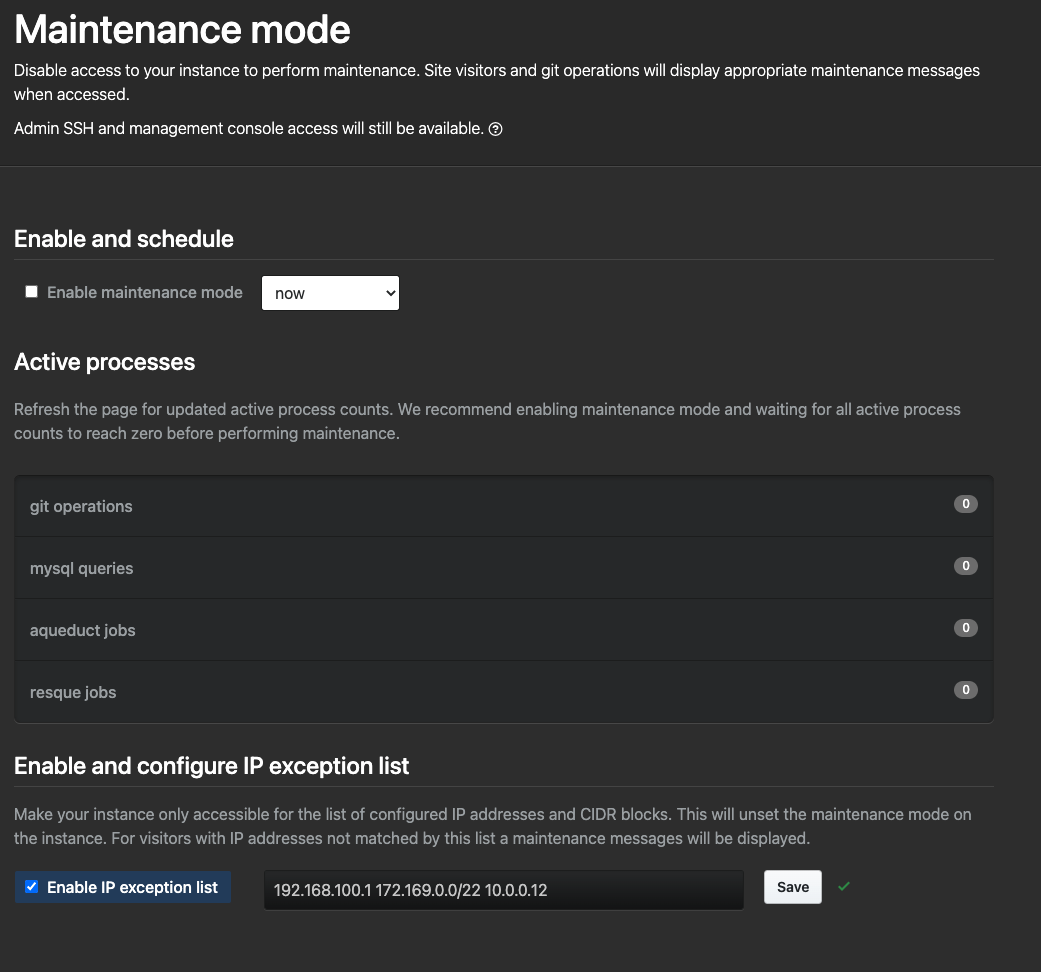 Maintenance mode
Disable access to your instance to perform maintenance. Site visitors and git operations will display appropriate maintenance messages
when accessed.
Admin SSH and management console access will still be available.
Enable and schedule
Enable maintenance mode now
Active processes
Refresh the page for updated active process counts. We recommend enabling maintenance mode and waiting for all active process
counts to reach zero before performing maintenance.
git operations 0
mysql queries 0
aqueduct jobs 0
resque jobs 0
Enable and configure IP exception list
Make your instance only accessible for the list of configured IP addresses and CIDR blocks. This will unset the maintenance mode on
the instance. For visitors with IP addresses not matched by this list a maintenance messages will be displayed.
Enable IP exception list 192.168.100.1 172.169.0.0/22 10.0.0.12 Save